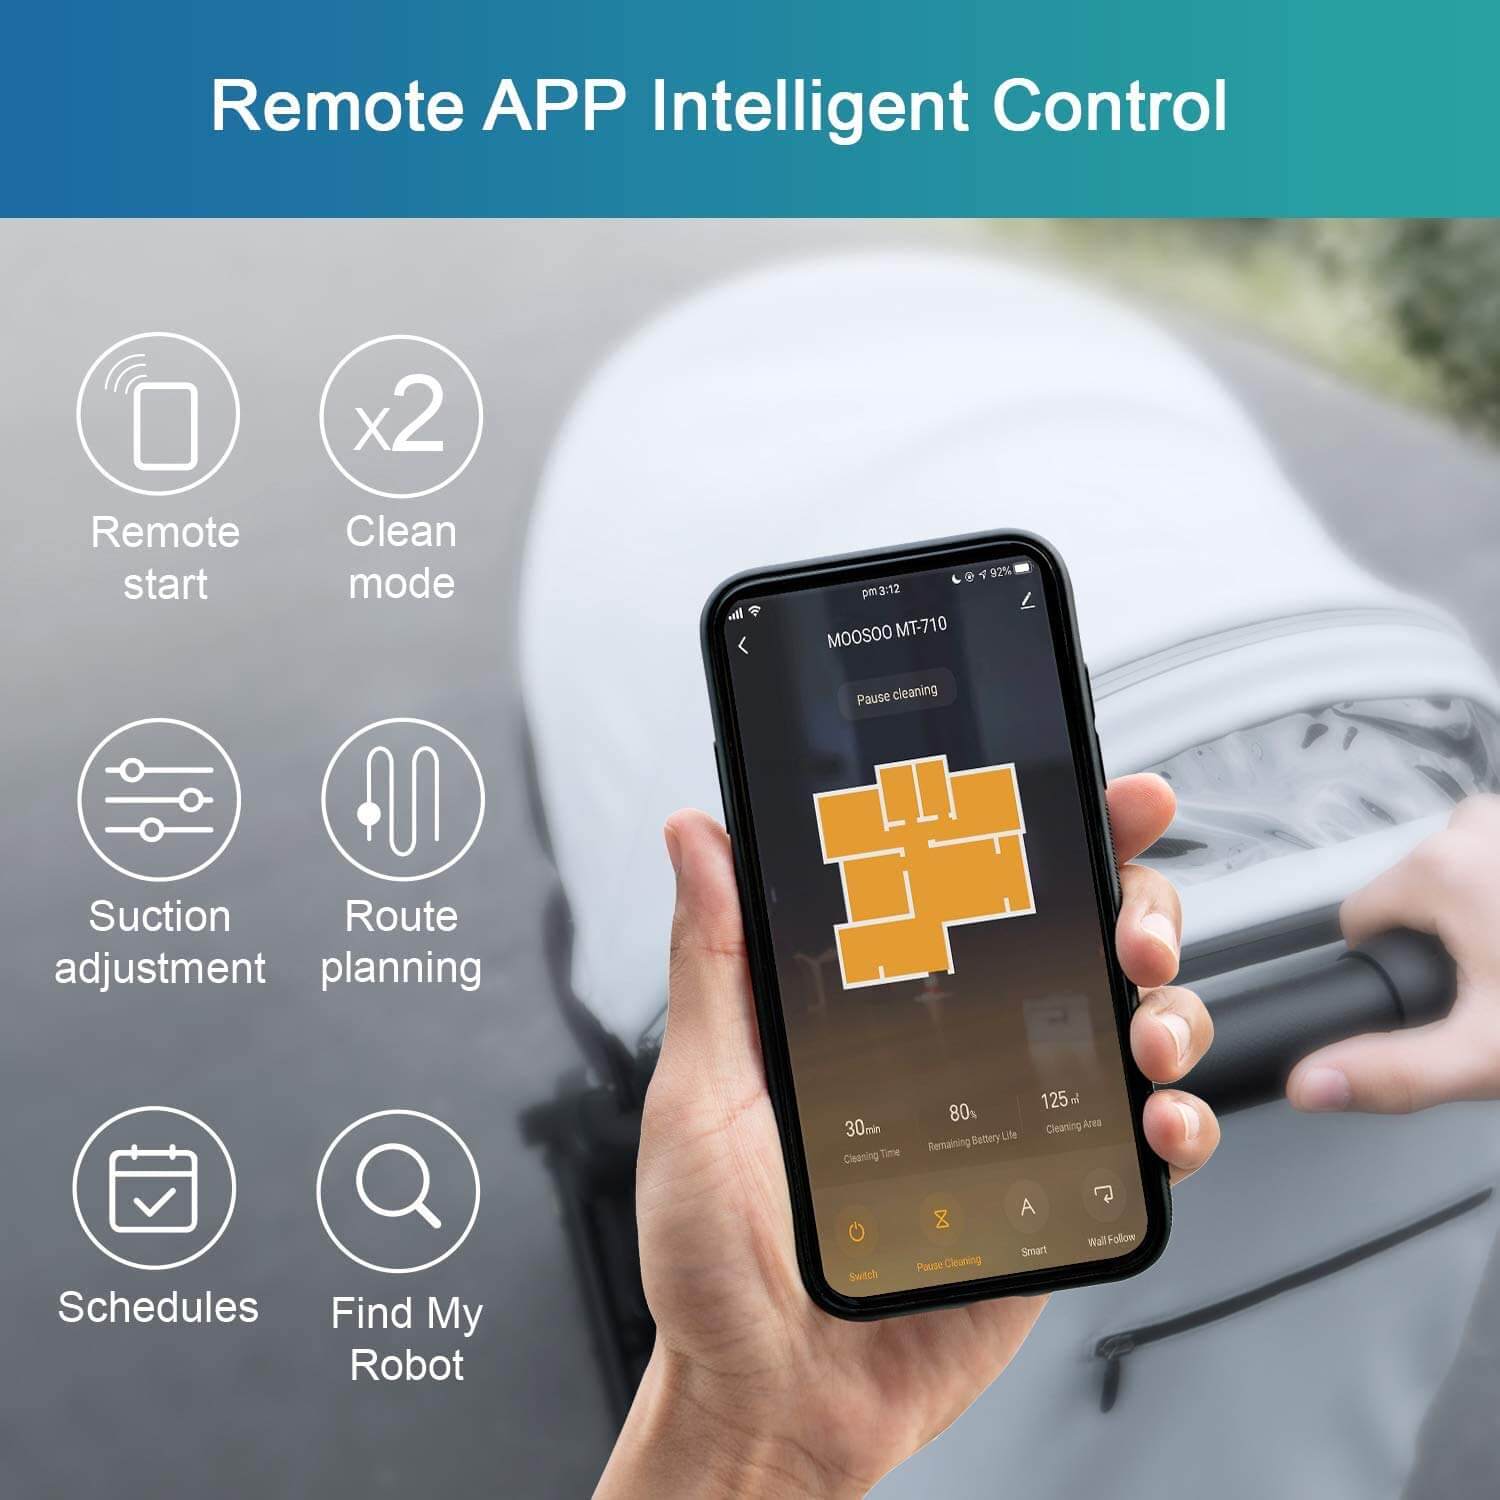 Remote APP Intelligent Control
x2
Remote
start
Clean
mode
Suction
adjustment
Route
planning
Schedules
Find My
Robot
pm 3:12
92%
MOOSOO MT-710
Pause cleaning
30min
Cleaning Time
80%
Remaining Battery Life
125㎡
Cleaning Area
A
Switch
Pause Cleaning
Smart
Wall Follow